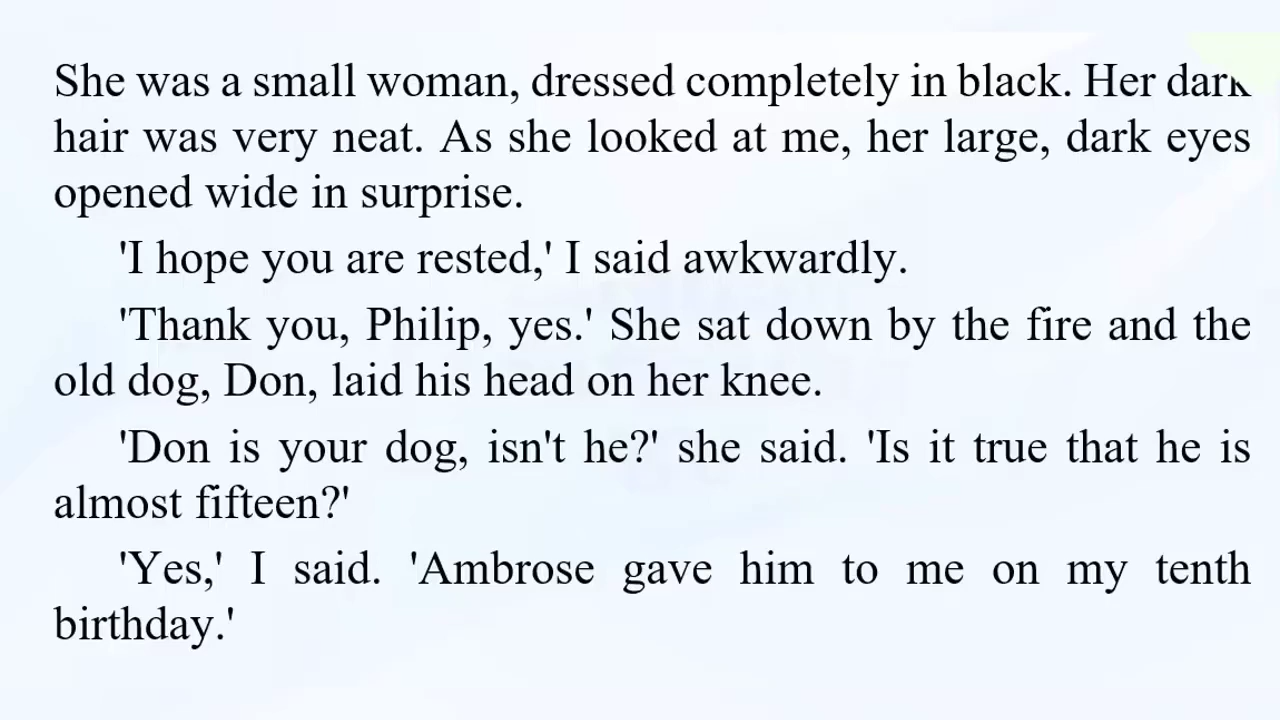 She was a small woman, dressed completely in black. Her dark
hair was very neat. As she looked at me, her large, dark eyes
opened wide in surprise.
'I hope you are rested,' I said awkwardly.
'Thank you, Philip, yes.' She sat down by the fire and the
old dog, Don, laid his head on her knee.
'Don is your dog, isn't he?' she said. 'Is it true that he is
almost fifteen?'
'Yes,' I said. 'Ambrose gave him to me on my tenth
birthday.'